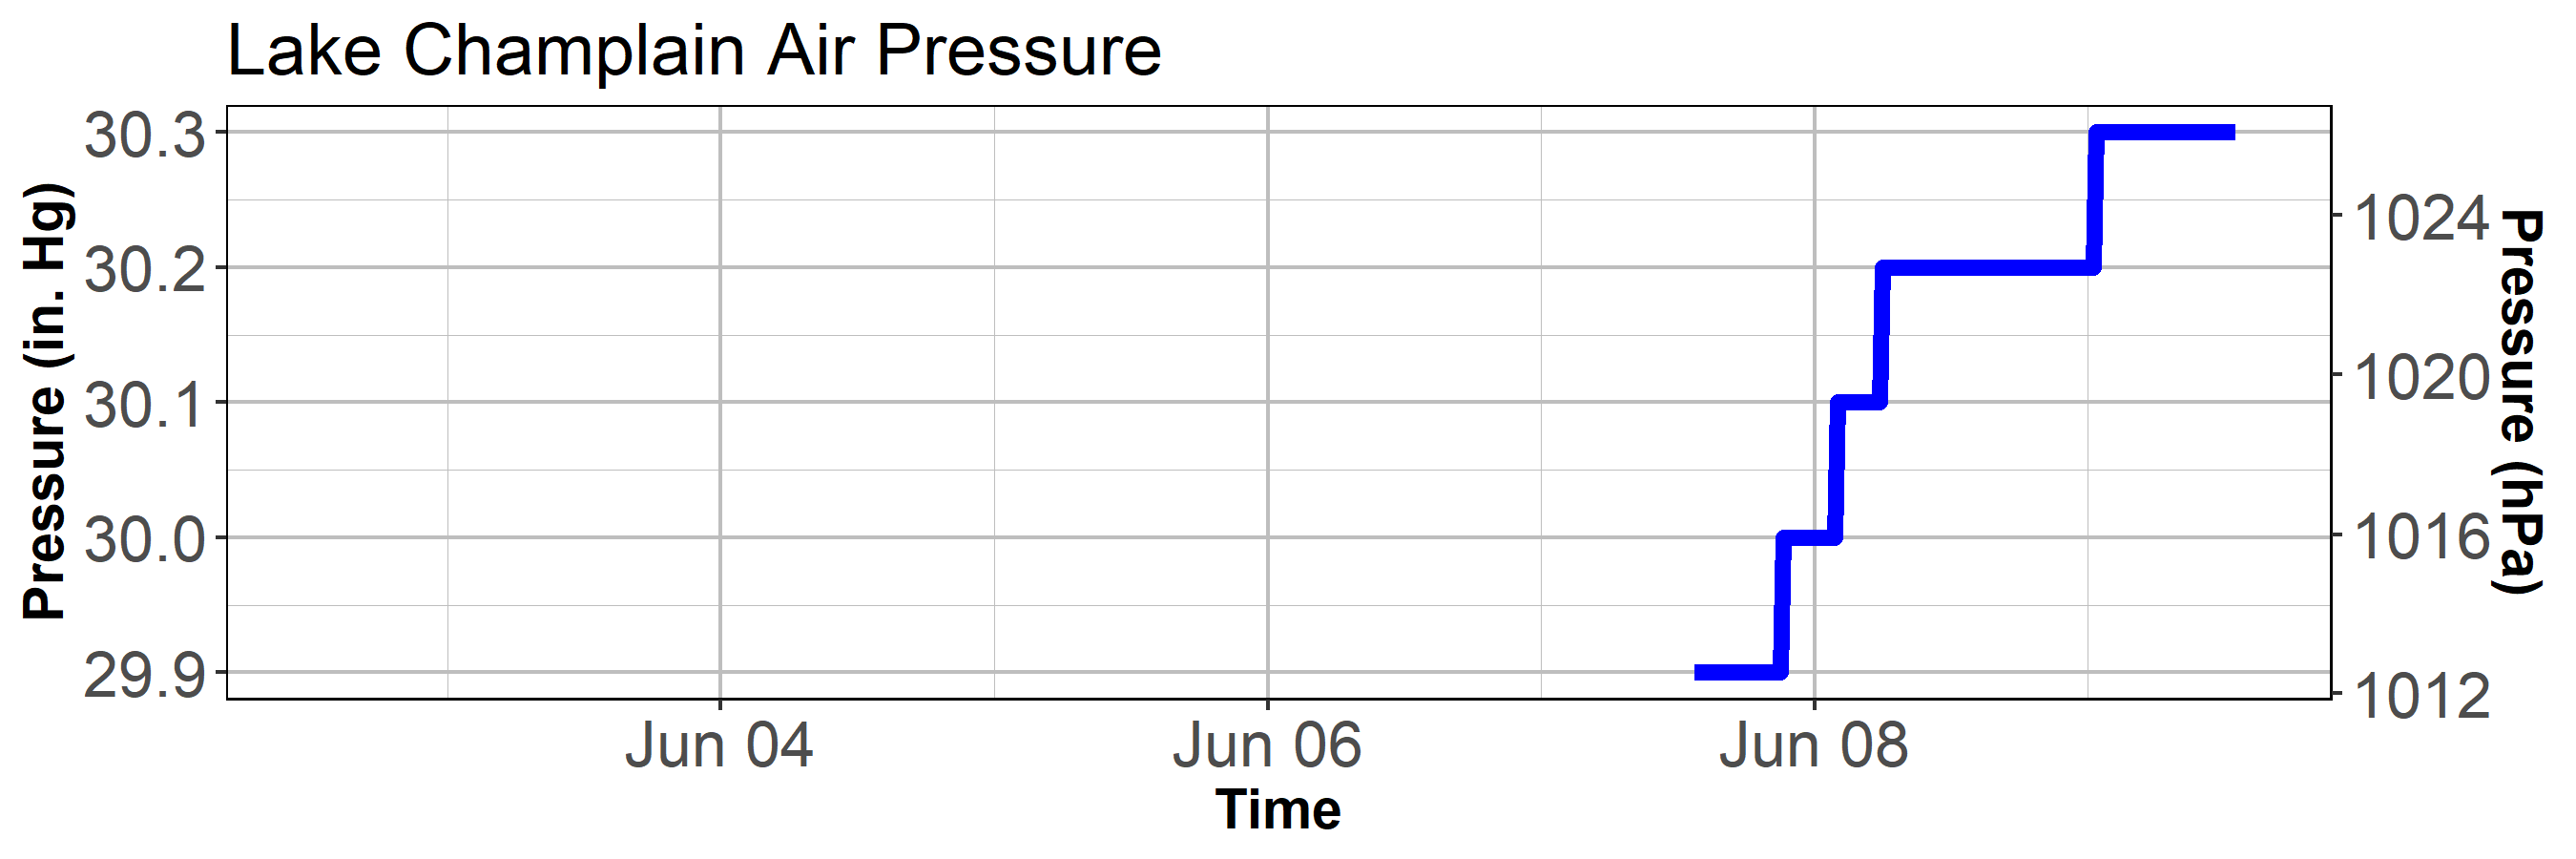 Lake Champlain Air Pressure
30.3
30.2
30.1
30.0
29.9
Pressure (in. Hg)
1024
1020
1016
1012
Pressure (hPa)
Jun 04
Jun 06
Jun 08
Time